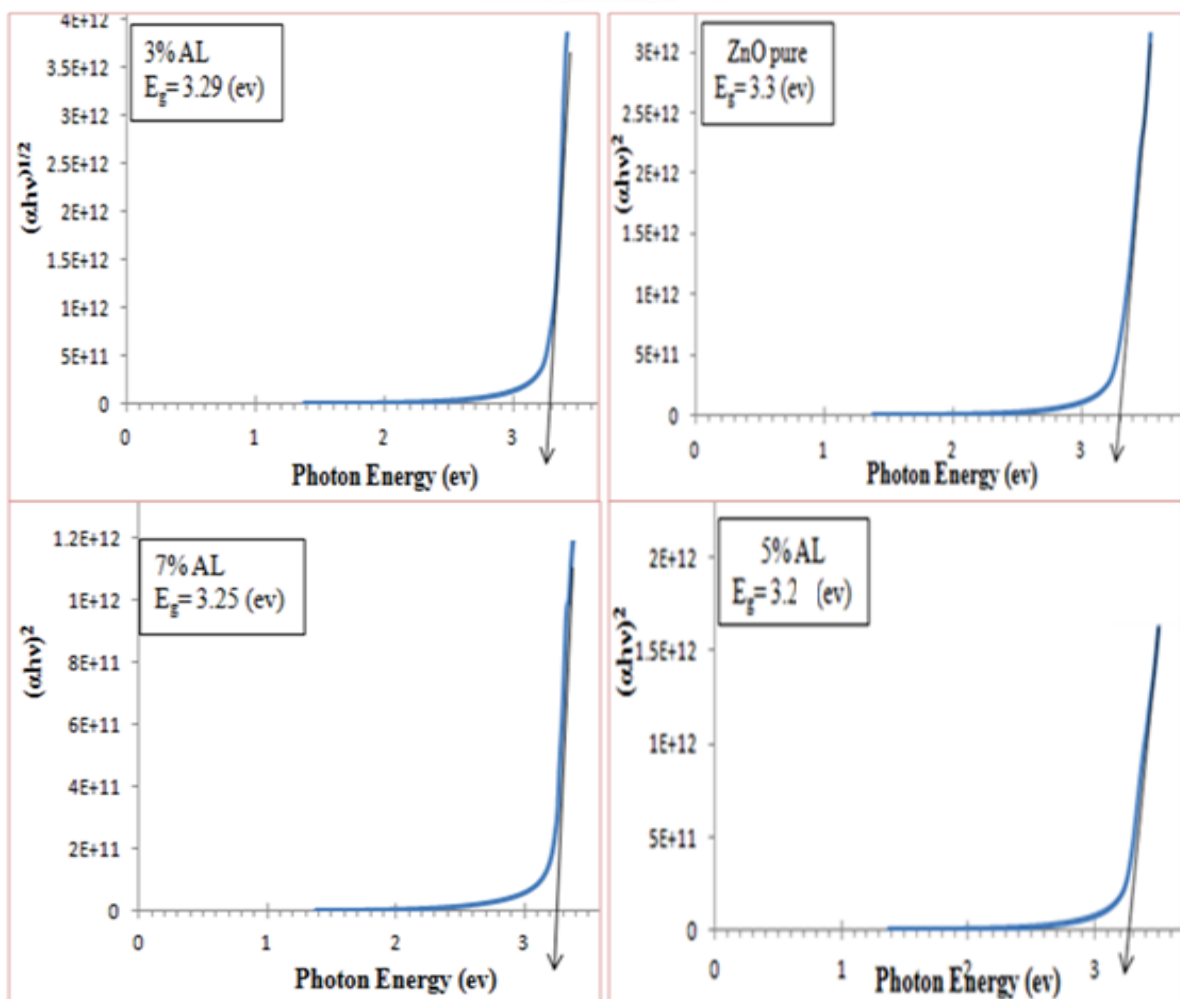 4E+12
3.5E+12
3E+12
2.5E+12
2E+12
1.5E+12
1E+12
5E+11
0
3% AL
E_g= 3.29 (ev)
(αhν)^1/2
0 1 2 3
Photon Energy (ev)
3E+12
2.5E+12
2E+12
1.5E+12
1E+12
5E+11
0
ZnO pure
E_g= 3.3 (ev)
(αhν)²
0 1 2 3
Photon Energy (ev)
1.2E+12
1E+12
8E+11
6E+11
4E+11
2E+11
0
7% AL
E_g= 3.25 (ev)
(αhν)²
0 1 2 3
Photon Energy (ev)
2E+12
1.5E+12
1E+12
5E+11
0
5% AL
E_g= 3.2 (ev)
(αhν)²
0 1 2 3
Photon Energy (ev)